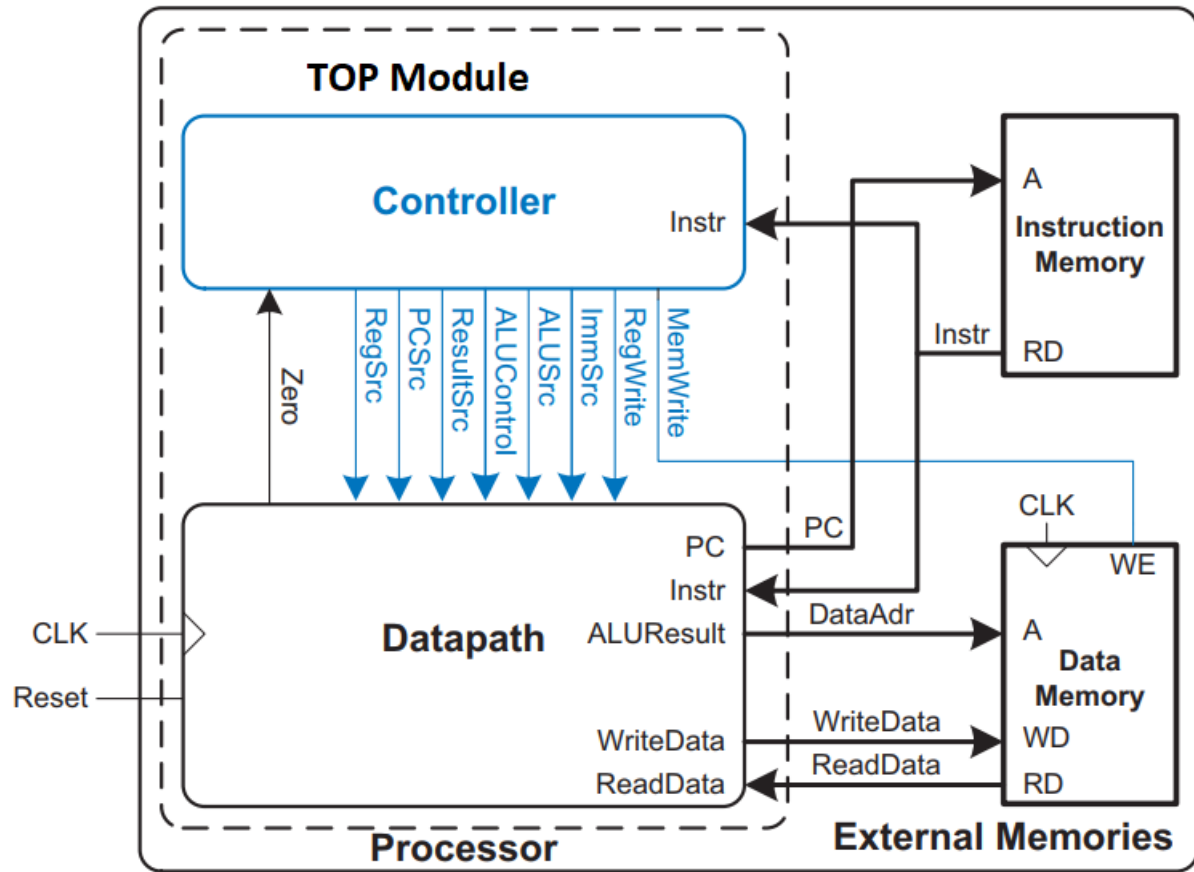 TOP Module
Controller
Instr
A
Instruction
Memory
RD
Instr
Zero
RegSrc
PCSrc
ResultSrc
ALUControl
ALUSrc
ImmSrc
RegWrite
MemWrite
CLK
Reset
Datapath
PC
Instr
ALUResult
WriteData
ReadData
PC
DataAdr
WriteData
ReadData
CLK
WE
A
Data
Memory
WD
RD
Processor
External Memories